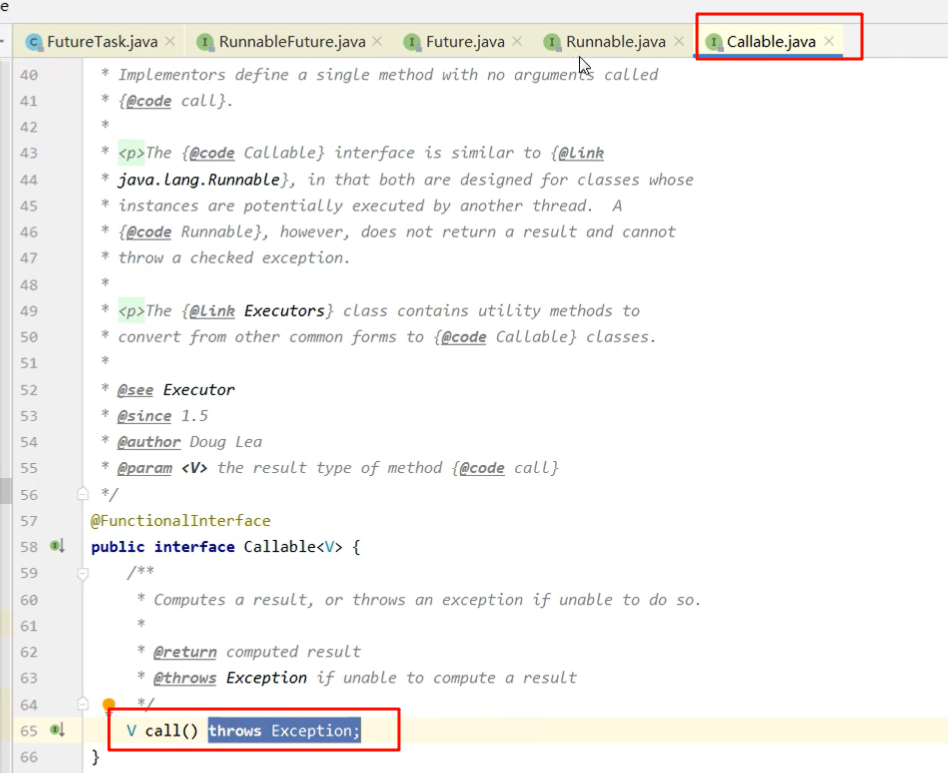 e
FutureTask.java × RunnableFuture.java × Future.java × Runnable.java × Callable.java ×
40 * Implementors define a single method with no arguments called
41 * {@code call}.
42 *
43 * <p>The {@code Callable} interface is similar to {@link
44 * java.lang.Runnable}, in that both are designed for classes whose
45 * instances are potentially executed by another thread. A
46 * {@code Runnable}, however, does not return a result and cannot
47 * throw a checked exception.
48 *
49 * <p>The {@link Executors} class contains utility methods to
50 * convert from other common forms to {@code Callable} classes.
51 *
52 * @see Executor
53 * @since 1.5
54 * @author Doug Lea
55 * @param <V> the result type of method {@code call}
56 */
57 @FunctionalInterface
58 public interface Callable<V> {
59 /**
60 * Computes a result, or throws an exception if unable to do so.
61 *
62 * @return computed result
63 * @throws Exception if unable to compute a result
64 */
65 V call() throws Exception;
66 }